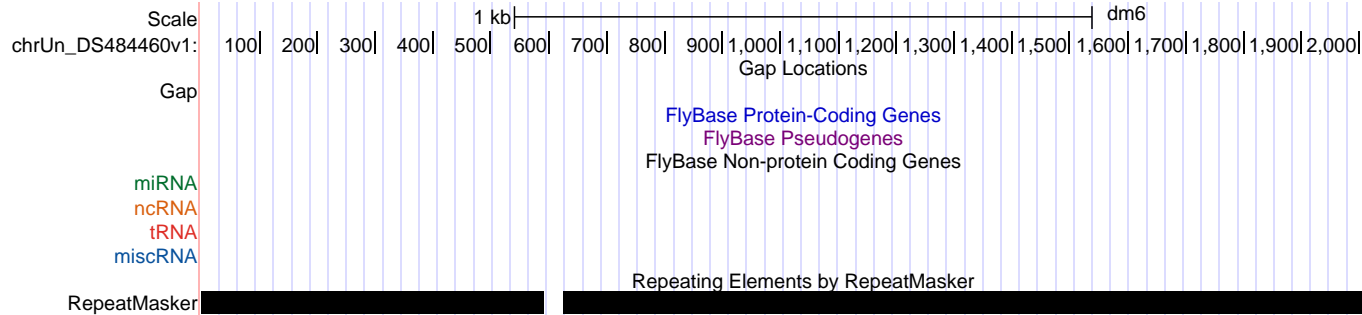 Scale 1 kb dm6
chrUn_DS484460v1: 100 200 300 400 500 600 700 800 900 1,000 1,100 1,200 1,300 1,400 1,500 1,600 1,700 1,800 1,900 2,000
Gap Locations
Gap
FlyBase Protein-Coding Genes
FlyBase Pseudogenes
FlyBase Non-protein Coding Genes
miRNA
ncRNA
tRNA
miscRNA
Repeating Elements by RepeatMasker
RepeatMasker